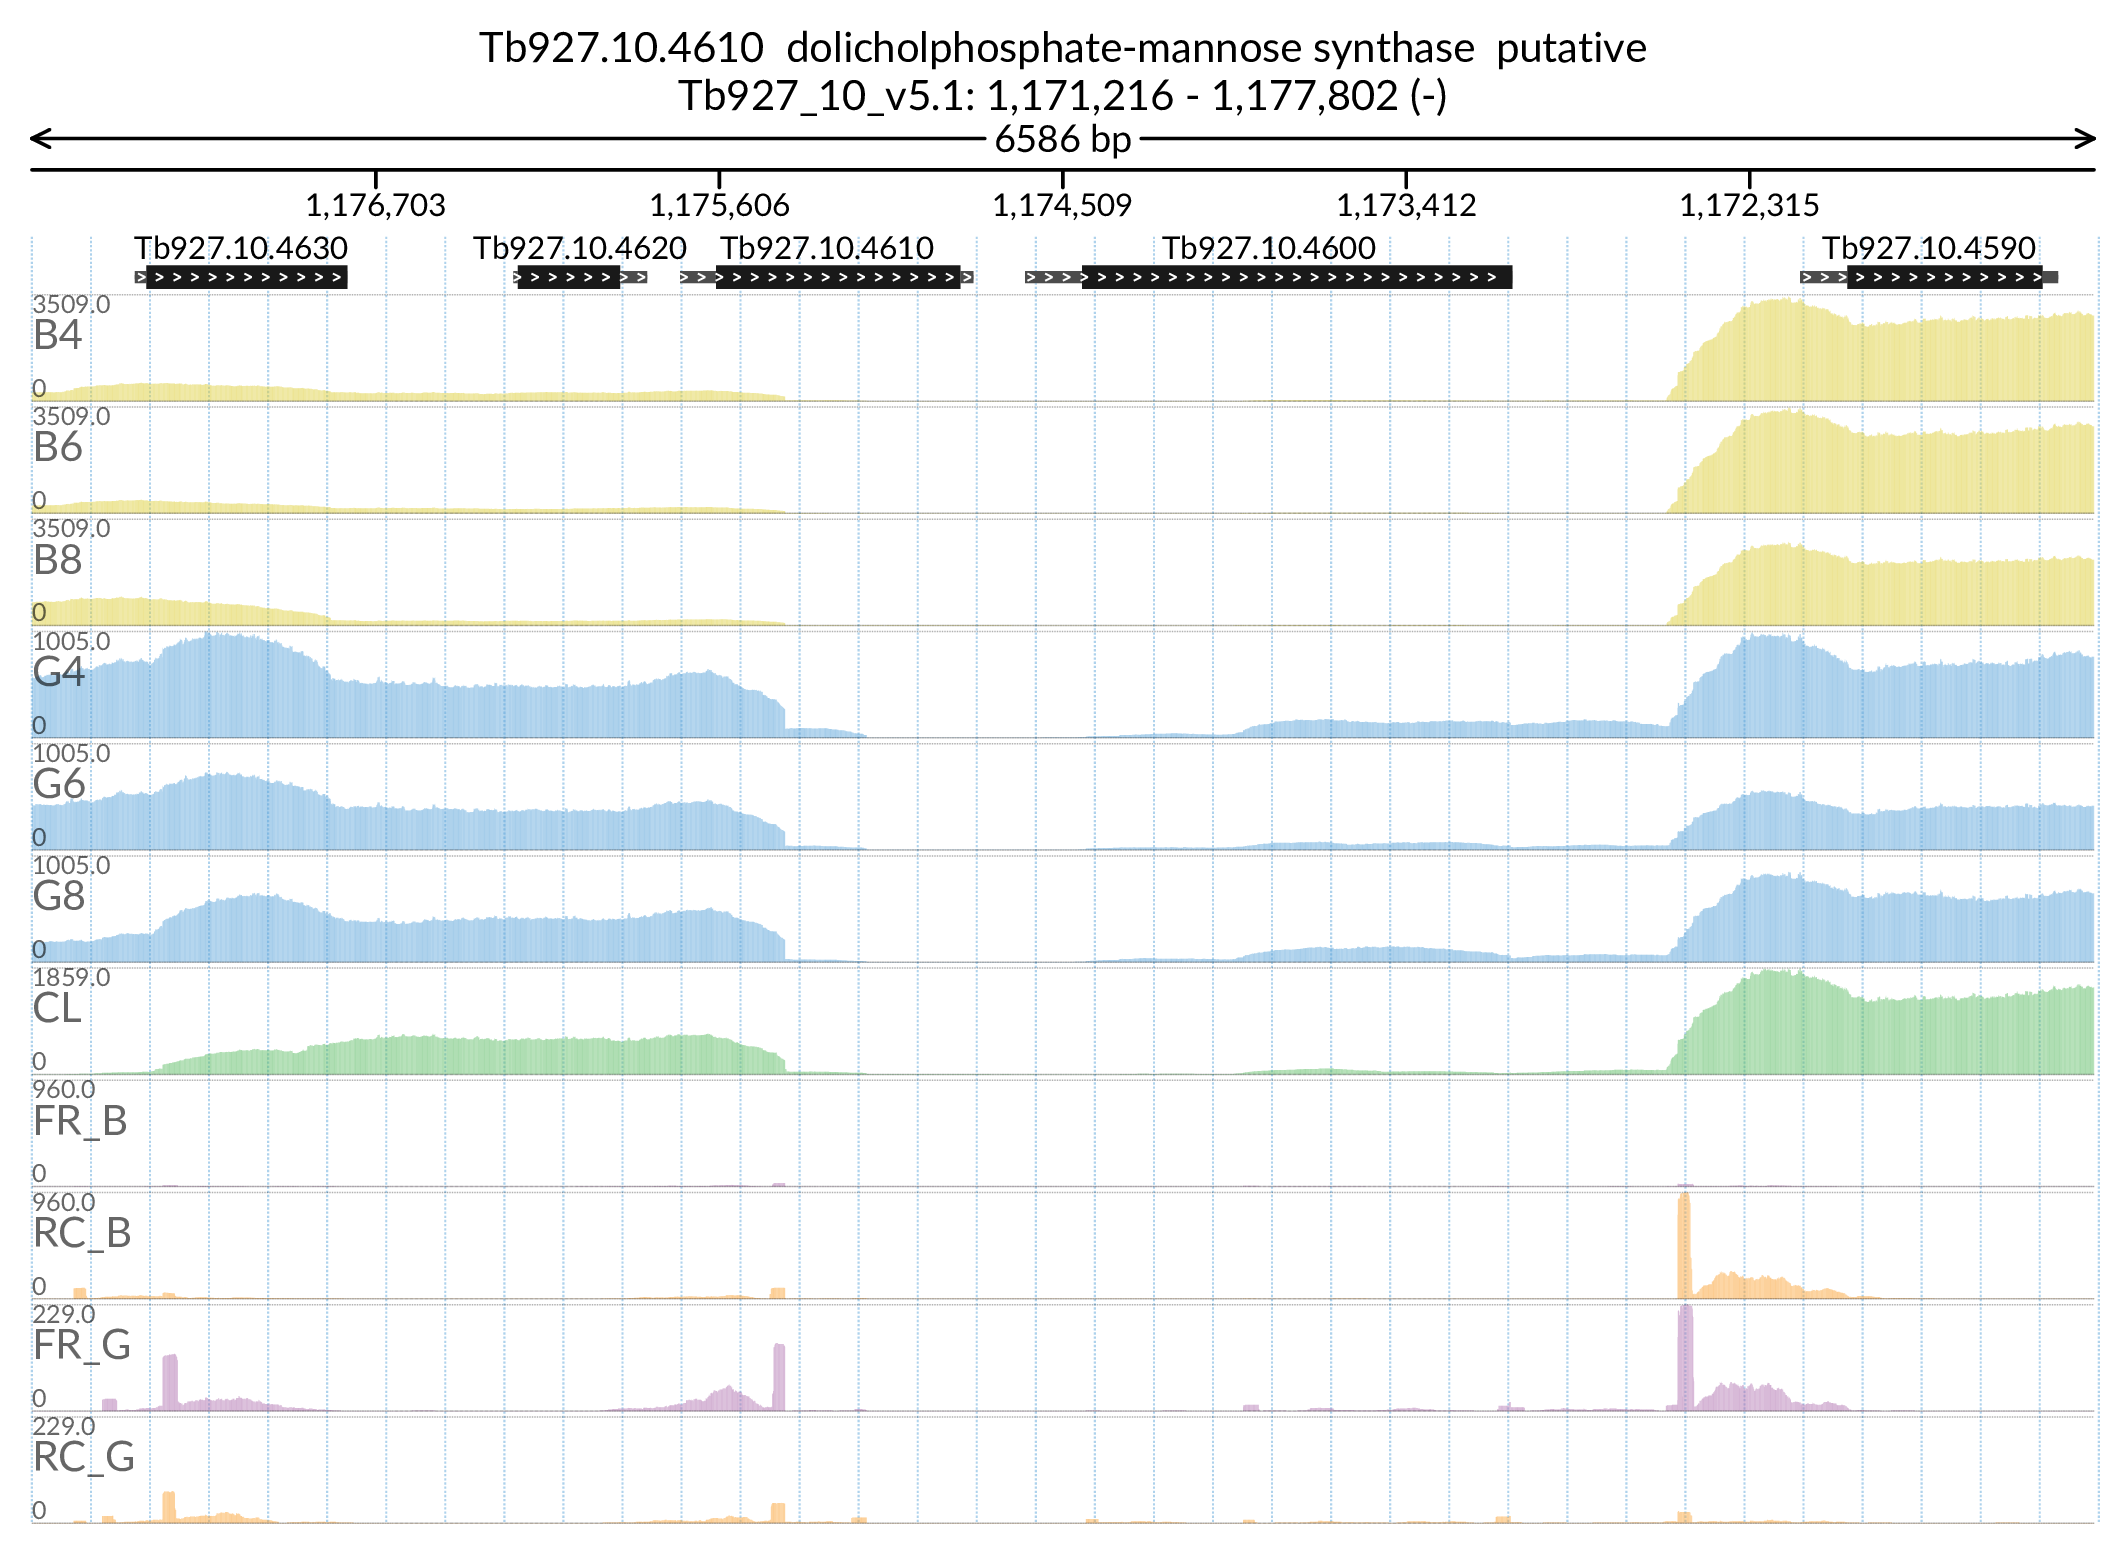 Tb927.10.4610  dolicholphosphate-mannose synthase  putative
Tb927_10_v5.1: 1,171,216 - 1,177,802 (-)
6586 bp
1,176,703 1,175,606 1,174,509 1,173,412 1,172,315
Tb927.10.4630 Tb927.10.4620 Tb927.10.4610 Tb927.10.4600 Tb927.10.4590
3509.0
B4
0
3509.0
B6
0
3509.0
B8
0
1005.0
G4
0
1005.0
G6
0
1005.0
G8
0
1859.0
CL
0
960.0
FR_B
0
960.0
RC_B
0
229.0
FR_G
0
229.0
RC_G
0